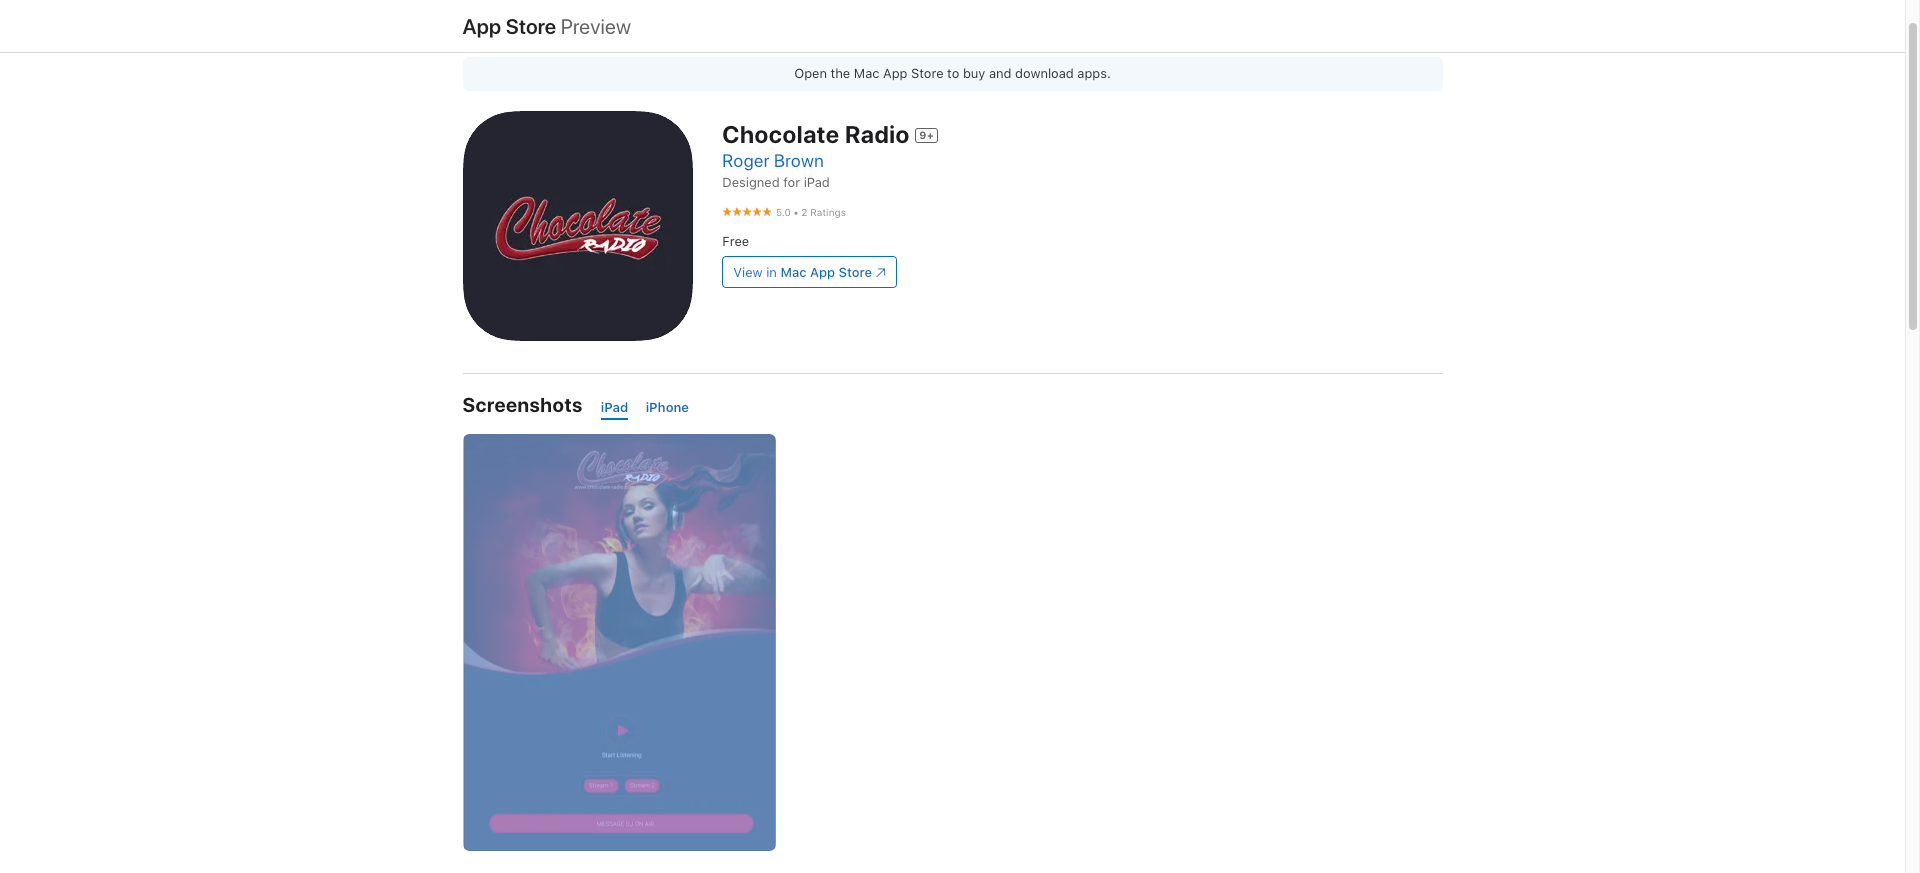 App Store Preview
Open the Mac App Store to buy and download apps.
Chocolate Radio 9+
Roger Brown
Designed for iPad
5.0 • 2 Ratings
Free
View in Mac App Store
Chocolate
RADIO
Screenshots iPad iPhone
Chocolate
RADIO
Start Listening
Stream 1 Stream 2
MESSAGE DJ ON AIR